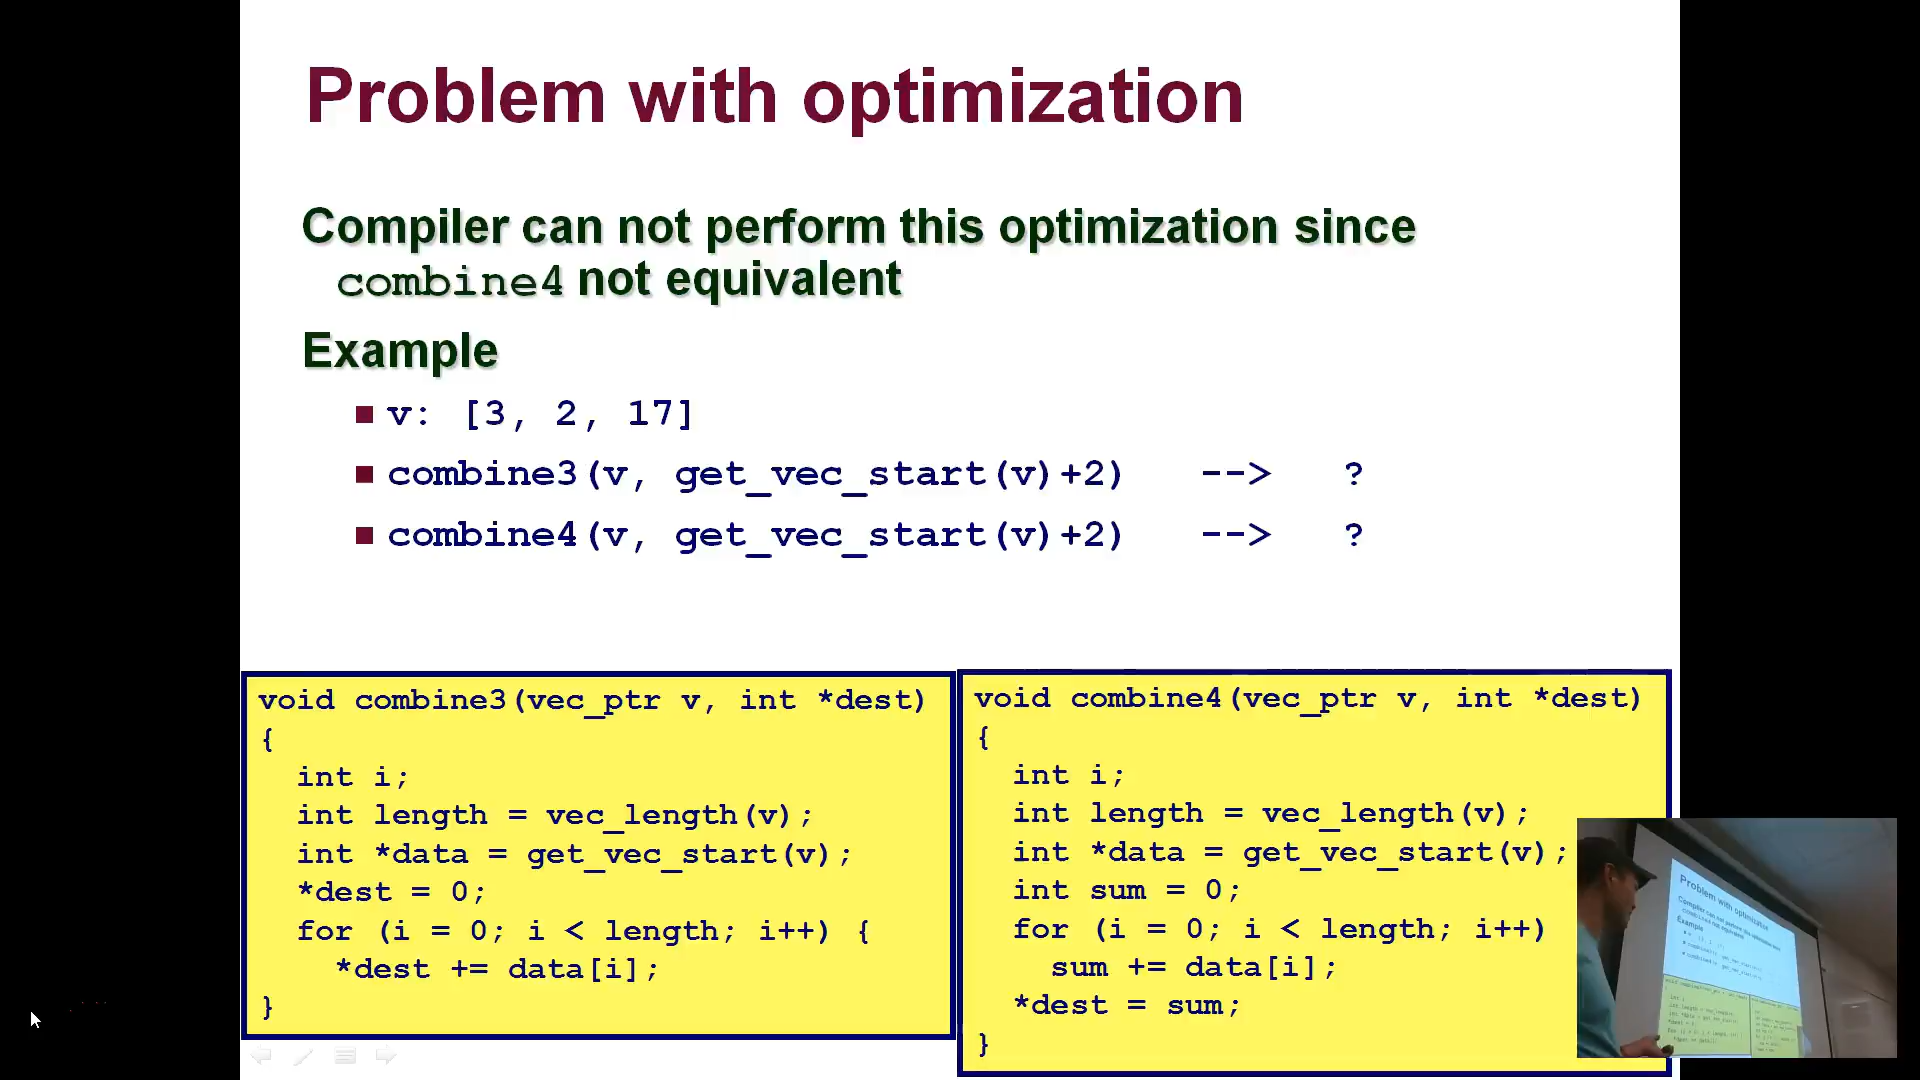 Problem with optimization
Compiler can not perform this optimization since
combine4 not equivalent
Example
v: [3, 2, 17]
combine3(v, get_vec_start(v)+2) --> ?
combine4(v, get_vec_start(v)+2) --> ?
void combine3(vec_ptr v, int *dest)
{
int i;
int length = vec_length(v);
int *data = get_vec_start(v);
*dest = 0;
for (i = 0; i < length; i++) {
*dest += data[i];
}
void combine4(vec_ptr v, int *dest)
{
int i;
int length = vec_length(v);
int *data = get_vec_start(v);
int sum = 0;
for (i = 0; i < length; i++)
sum += data[i];
*dest = sum;
}
Problem with optimization